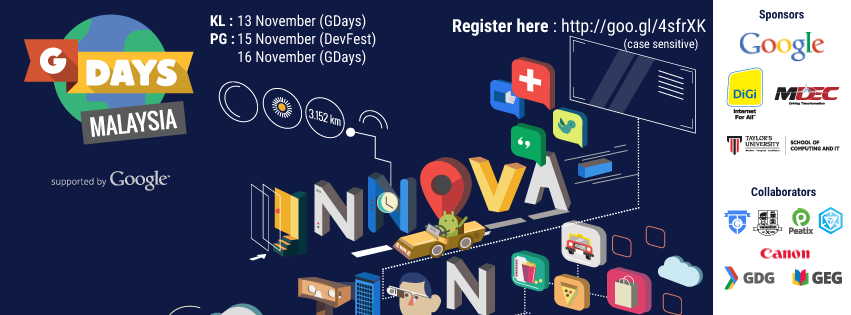 G DAYS
MALAYSIA
supported by Google
KL : 13 November (GDays)
PG : 15 November (DevFest)
16 November (GDays)
Register here : http://goo.gl/4sfrXK
(case sensitive)
3.152 km
INNOVA
TION
Sponsors
Google
DiGi
Internet
For All
MDEC
Driving Transformation
TAYLOR'S
UNIVERSITY
SCHOOL OF
COMPUTING AND IT
Collaborators
Peatix
Canon
GDG
GEG